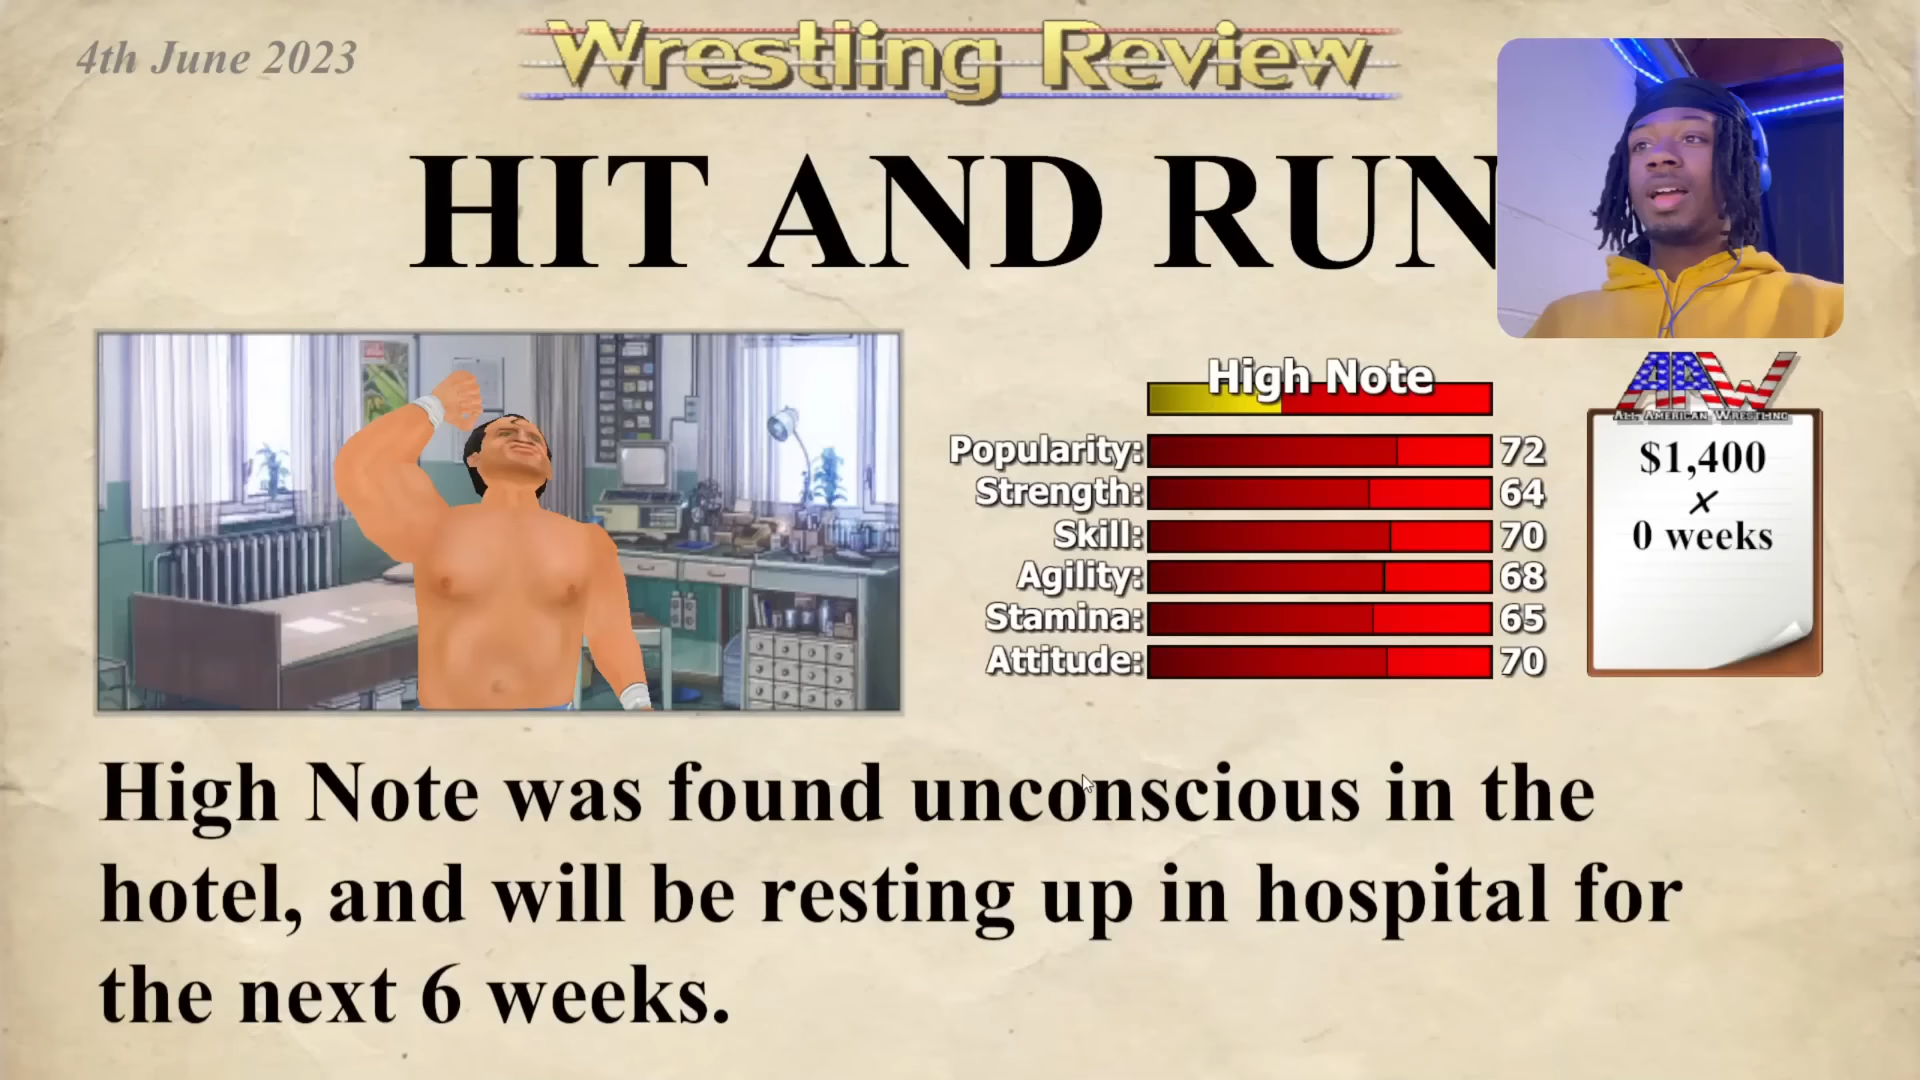 4th June 2023
Wrestling Review
HIT AND RUN
High Note
Popularity: 72
Strength: 64
Skill: 70
Agility: 68
Stamina: 65
Attitude: 70
AAW
ALL AMERICAN WRESTLING
$1,400
×
0 weeks
High Note was found unconscious in the
hotel, and will be resting up in hospital for
the next 6 weeks.